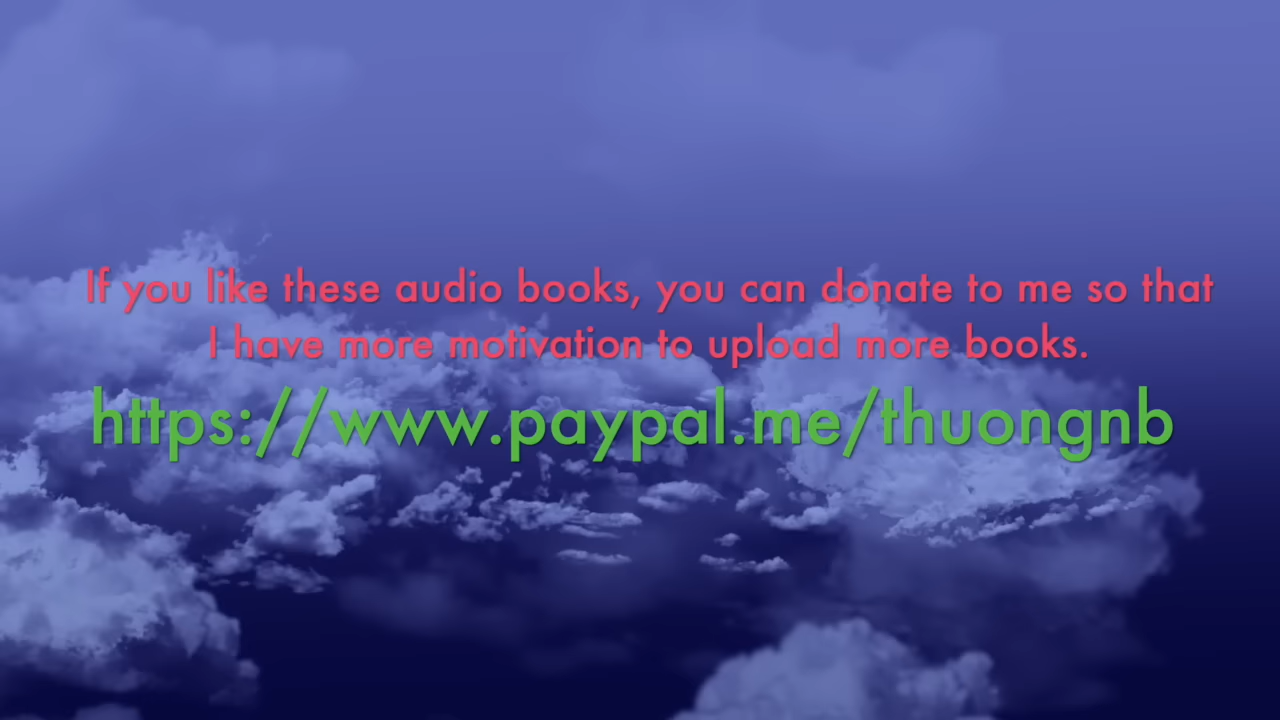 If you like these audio books, you can donate to me so that
I have more motivation to upload more books.
https://www.paypal.me/thuongnb